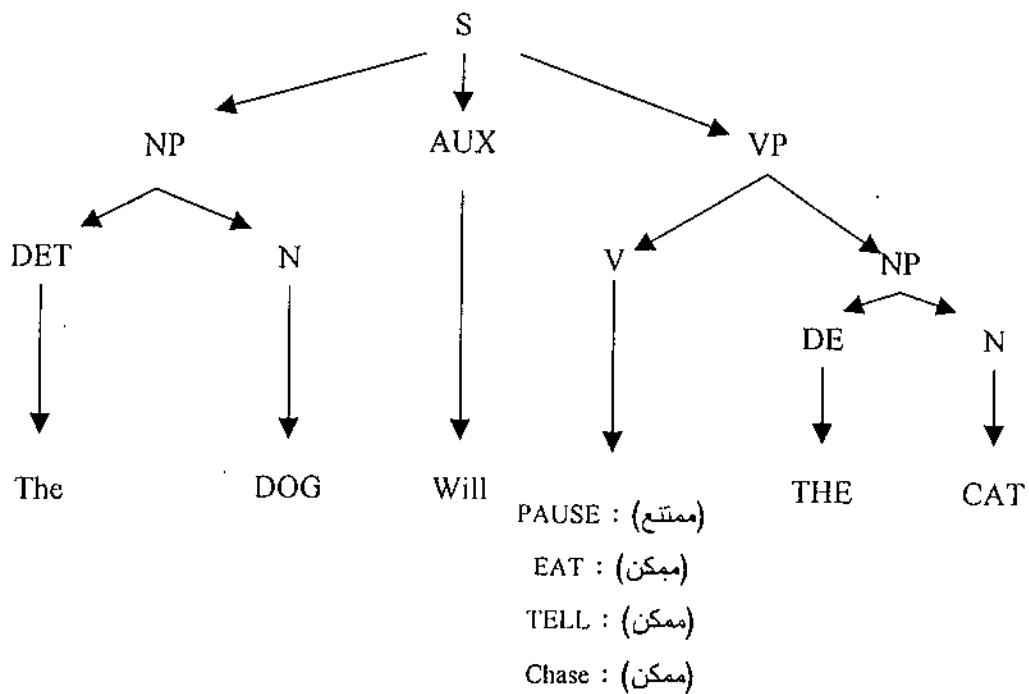 S
NP AUX VP
DET N V NP
DE N
The DOG Will THE CAT
PAUSE : (ممتنع)
EAT : (ممكن)
TELL : (ممكن)
Chase : (ممكن)